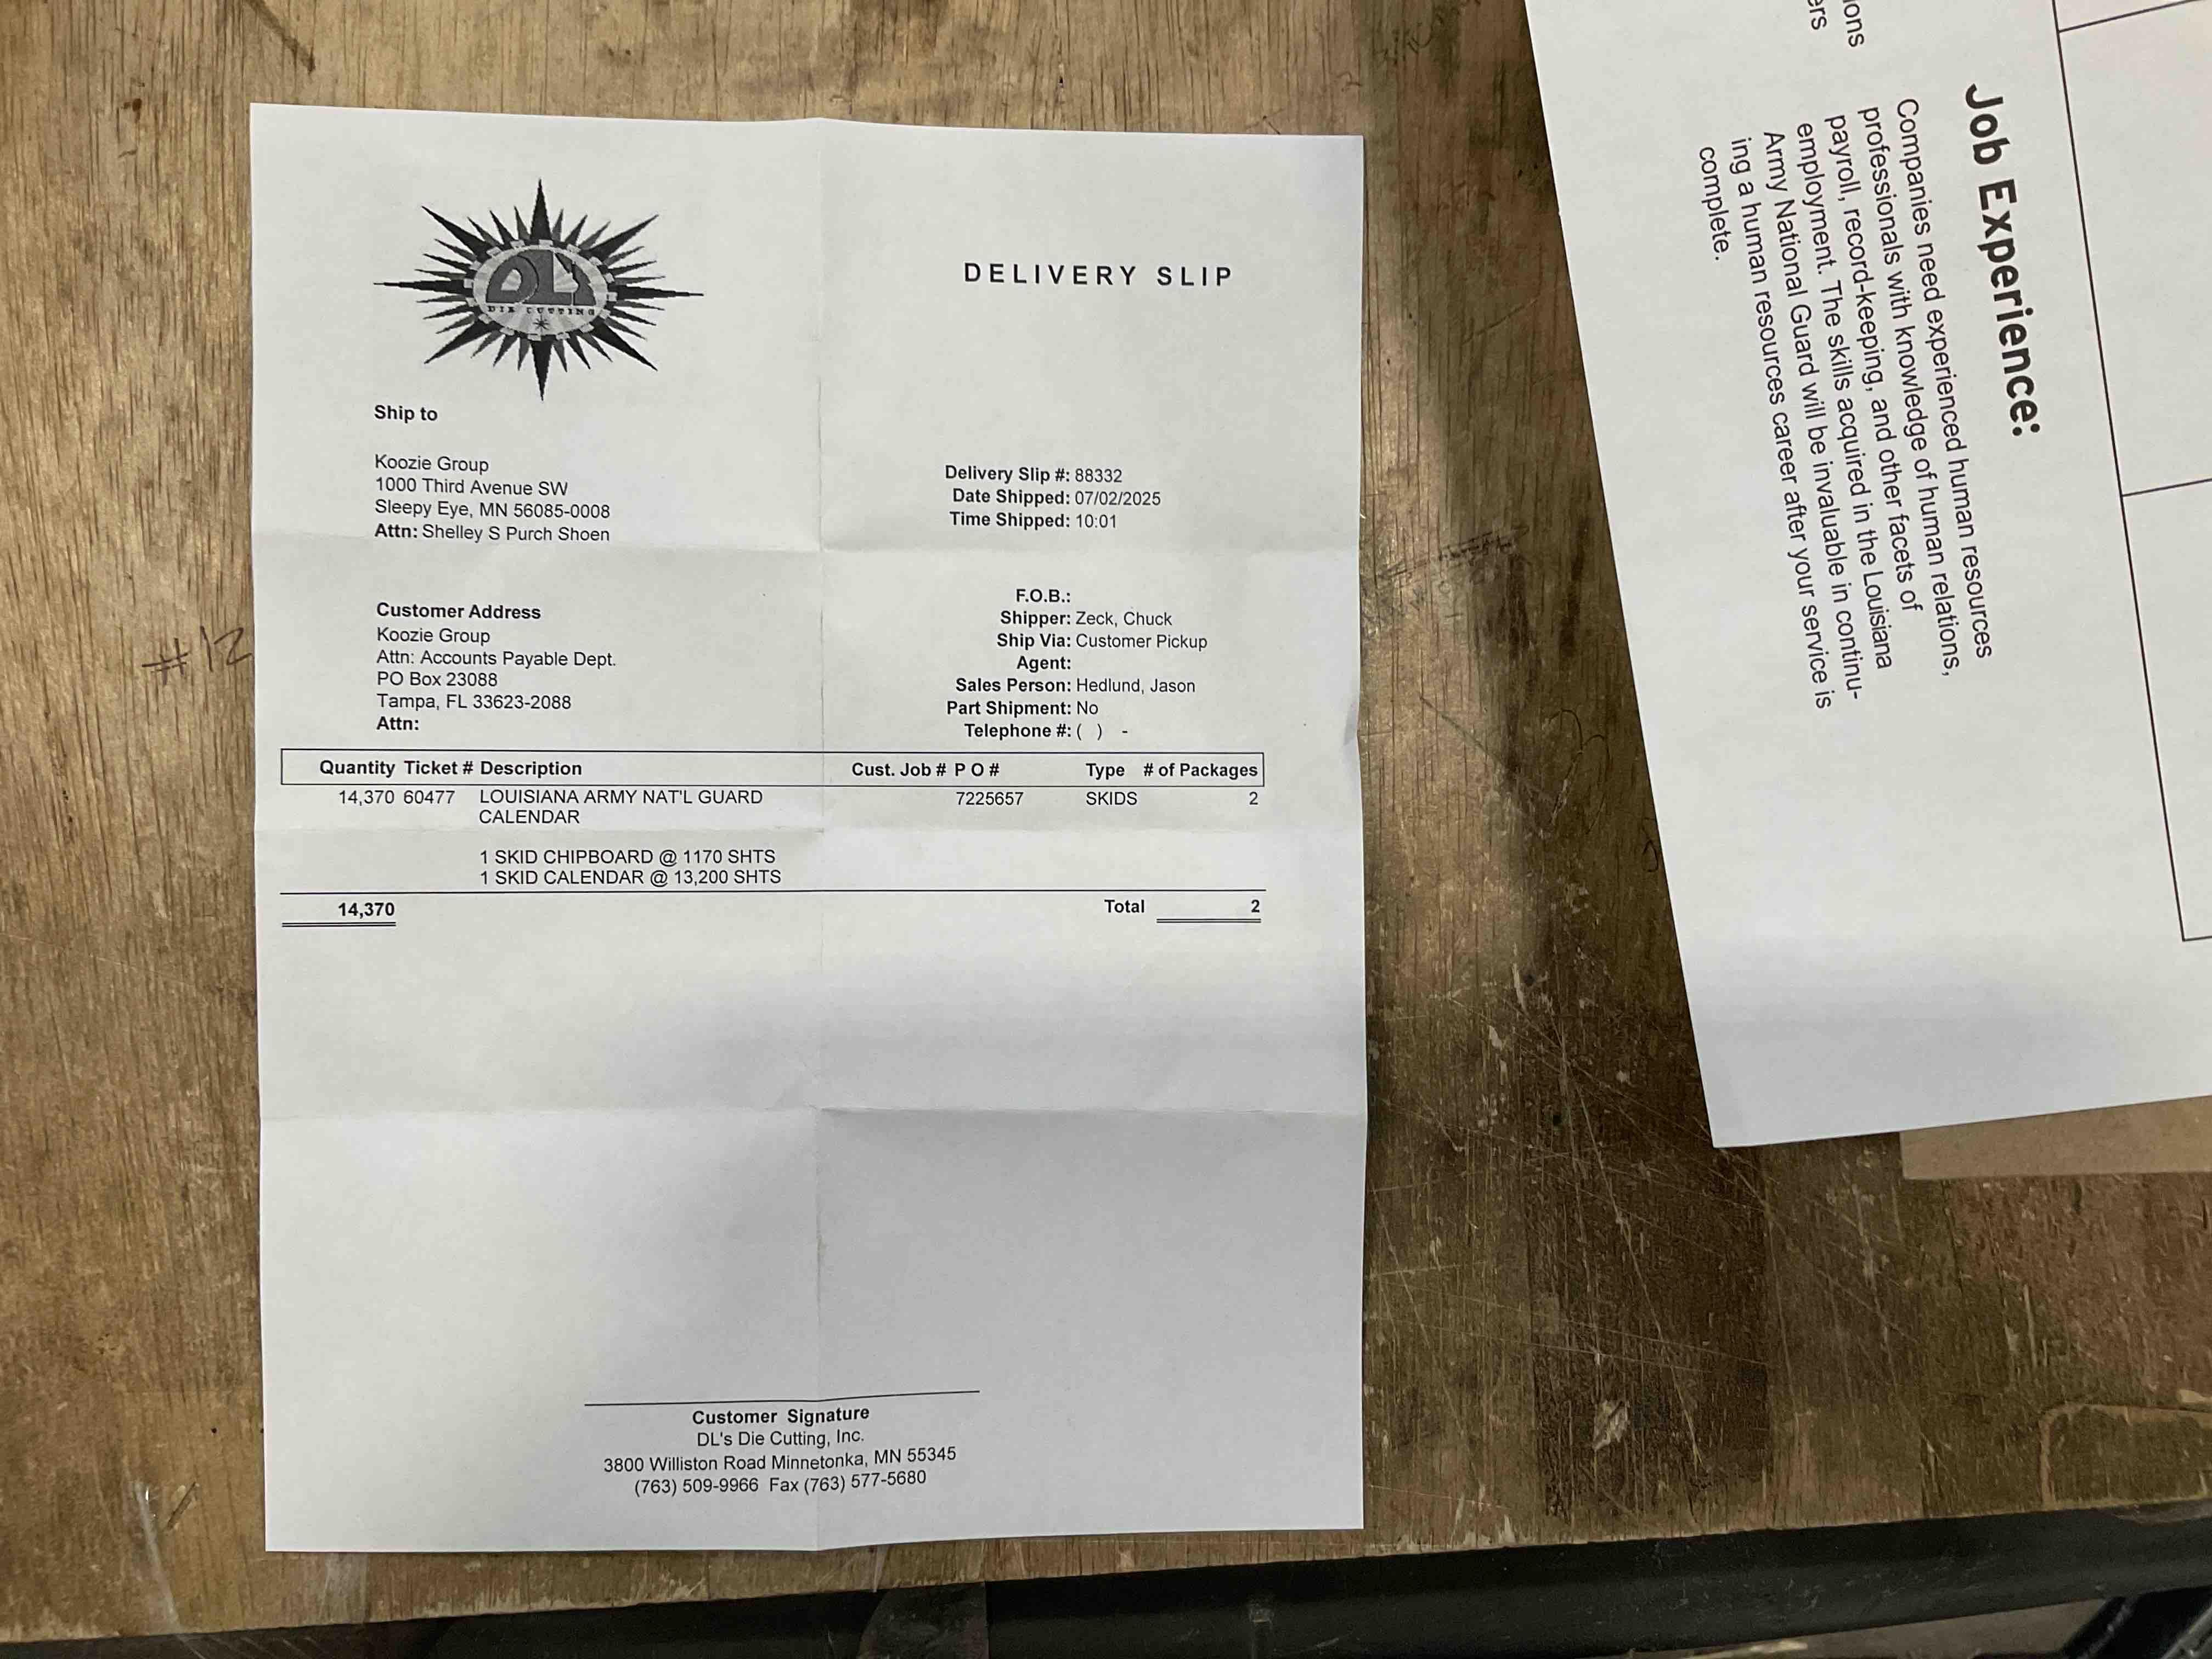 DL's
DIE CUTTING
DELIVERY SLIP
Ship to
Koozie Group
1000 Third Avenue SW
Sleepy Eye, MN 56085-0008
Attn: Shelley S Purch Shoen
Delivery Slip #: 88332
Date Shipped: 07/02/2025
Time Shipped: 10:01
Customer Address
Koozie Group
Attn: Accounts Payable Dept.
PO Box 23088
Tampa, FL 33623-2088
Attn:
F.O.B.:
Shipper: Zeck, Chuck
Ship Via: Customer Pickup
Agent:
Sales Person: Hedlund, Jason
Part Shipment: No
Telephone #: ( ) -
Quantity Ticket # Description Cust. Job # P O # Type # of Packages
14,370 60477 LOUISIANA ARMY NAT'L GUARD 7225657 SKIDS 2
CALENDAR
1 SKID CHIPBOARD @ 1170 SHTS
1 SKID CALENDAR @ 13,200 SHTS
14,370 Total 2
Customer Signature
DL's Die Cutting, Inc.
3800 Williston Road Minnetonka, MN 55345
(763) 509-9966 Fax (763) 577-5680
#12
ions
ers
Job Experience:
Companies need experienced human resources
professionals with knowledge of human relations,
payroll, record-keeping, and other facets of
employment. The skills acquired in the Louisiana
Army National Guard will be invaluable in continu-
ing a human resources career after your service is
complete.